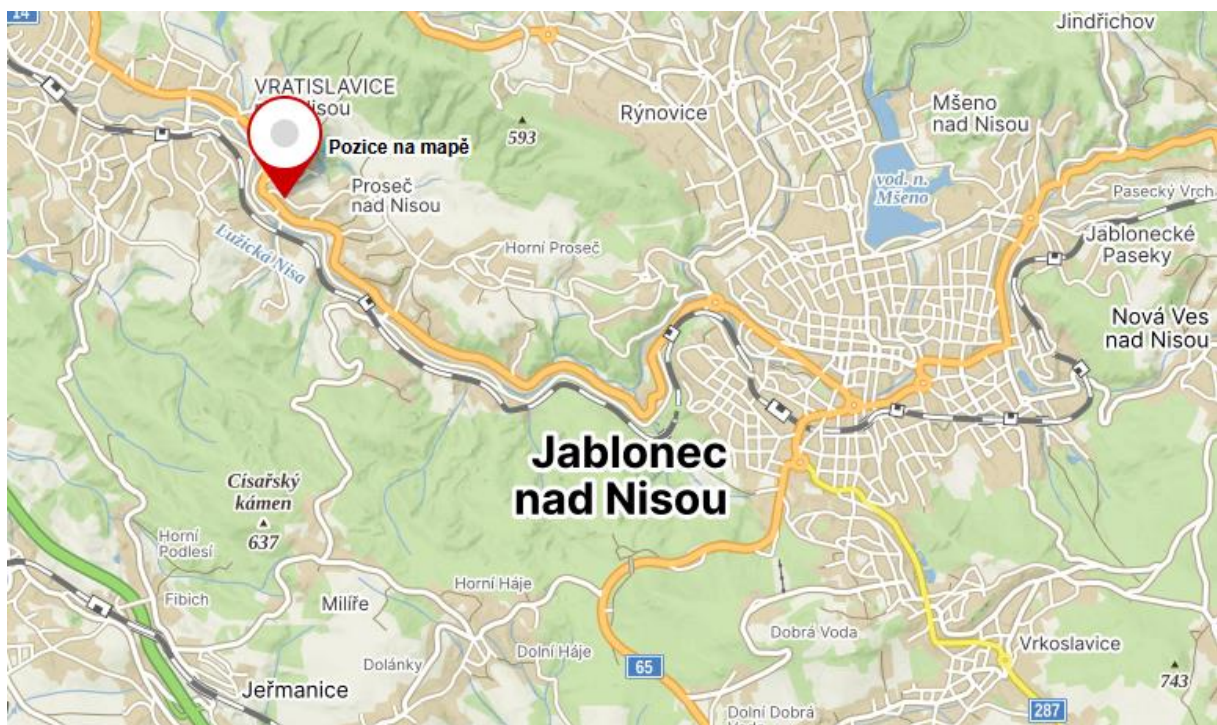 14
Jindřichov
VRATISLAVICE
Nisou
Pozice na mapě
593
Rýnovice
Mšeno
nad Nisou
vod. n.
Mšeno
Proseč
nad Nisou
Pasecký Vrch
Lužická Nisa
Horní Proseč
Jablonecké
Paseky
Nová Ves
nad Nisou
Jablonec
nad Nisou
Císařský
kámen
637
Horní
Podlesí
Fibich
Milíře
Horní Háje
Dolní Háje
Dolánky
Jeřmanice
65
Dobrá Voda
Vrkoslavice
743
287
Dolní Dobrá